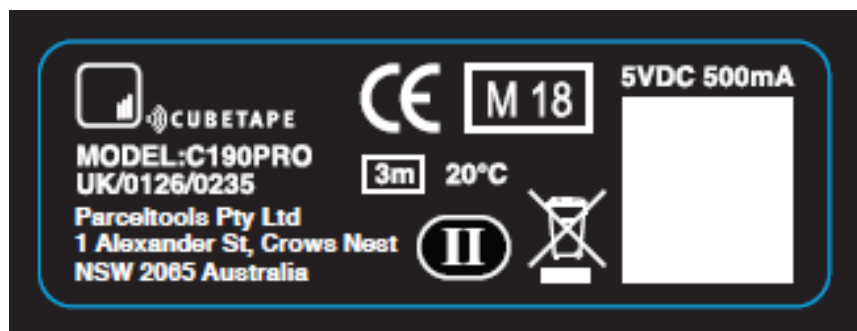 CUBETAPE
MODEL:C190PRO
UK/0126/0235
Parceltools Pty Ltd
1 Alexander St, Crows Nest
NSW 2065 Australia
CE M 18
3m 20°C
II
5VDC 500mA